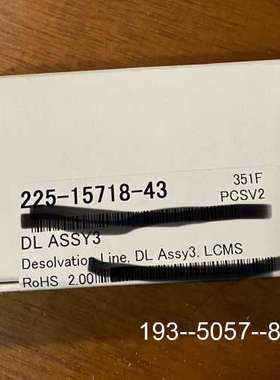 225-15718-43
351F
PCSV2
DL ASSY3
Desolvation Line, DL Assy3, LCMS
RoHS 2.00
193--5057--8